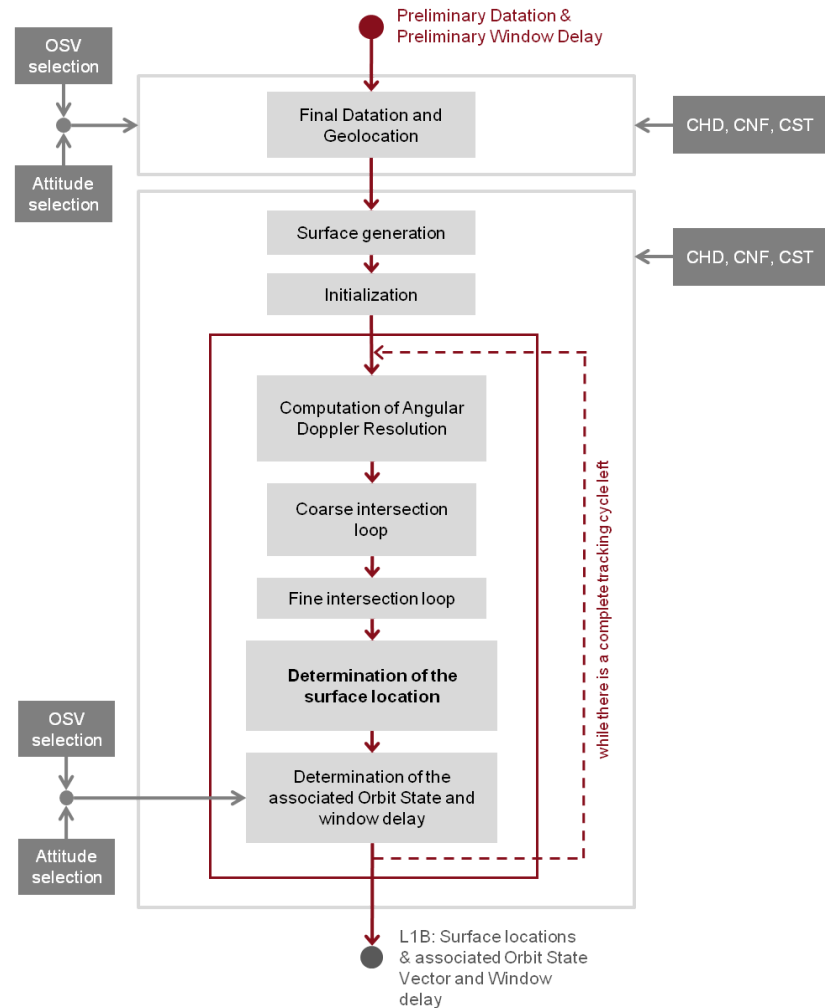 Preliminary Datation &
Preliminary Window Delay
OSV
selection
Attitude
selection
Final Datation and
Geolocation
CHD, CNF, CST
Surface generation
CHD, CNF, CST
Initialization
Computation of Angular
Doppler Resolution
Coarse intersection
loop
Fine intersection loop
Determination of the
surface location
while there is a complete tracking cycle left
OSV
selection
Attitude
selection
Determination of the
associated Orbit State and
window delay
L1B: Surface locations
& associated Orbit State
Vector and Window
delay